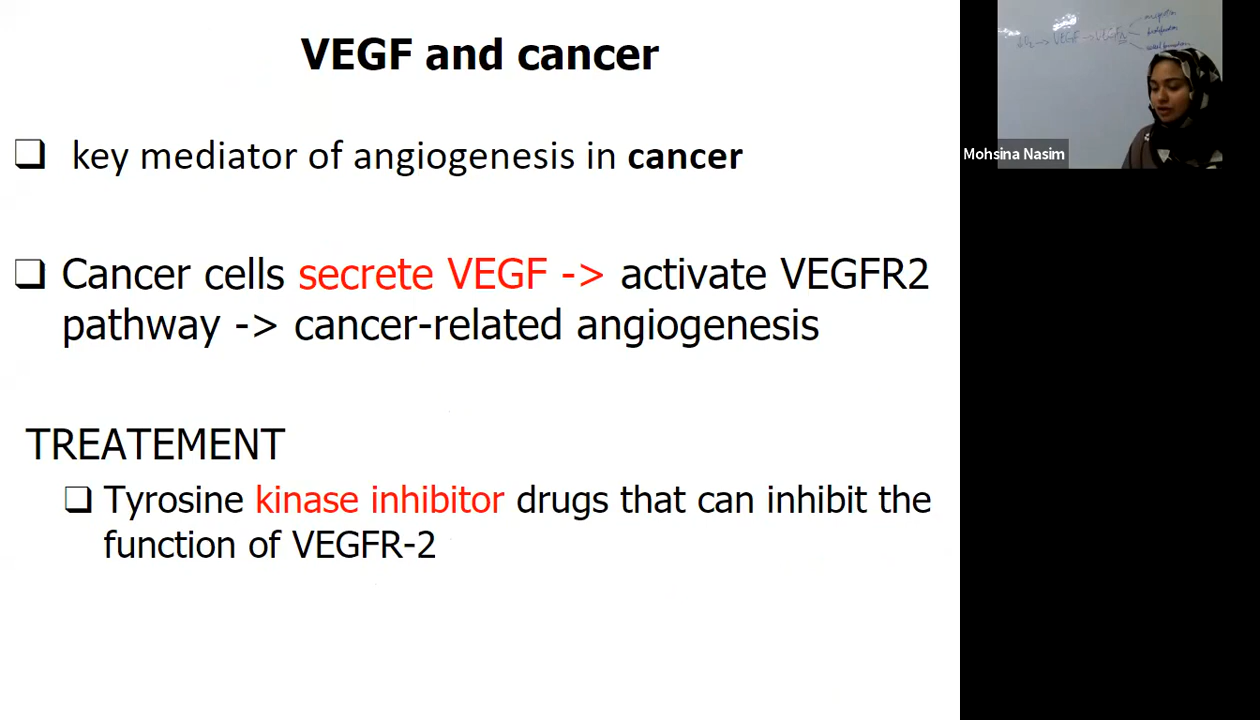 VEGF and cancer
key mediator of angiogenesis in cancer
Cancer cells secrete VEGF -> activate VEGFR2
pathway -> cancer-related angiogenesis
TREATEMENT
Tyrosine kinase inhibitor drugs that can inhibit the
function of VEGFR-2
Mohsina Nasim
VEGF